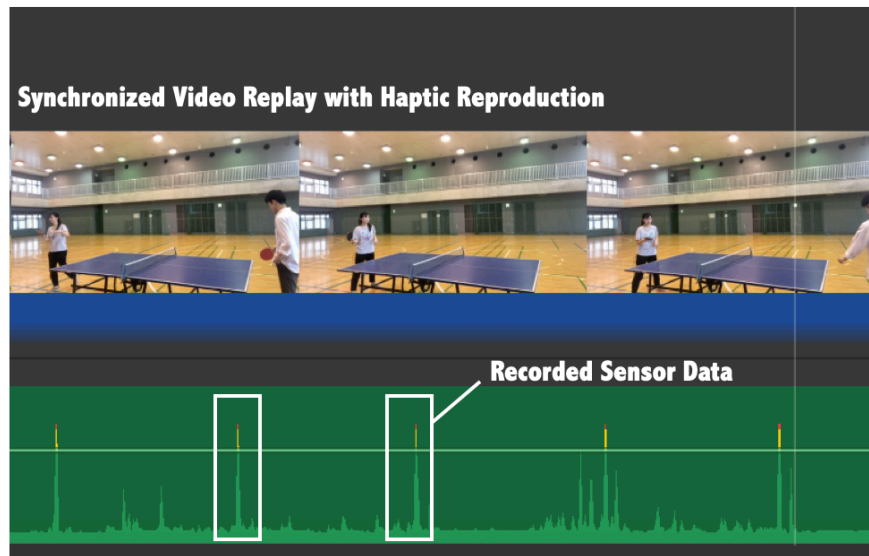 Synchronized Video Replay with Haptic Reproduction
Recorded Sensor Data